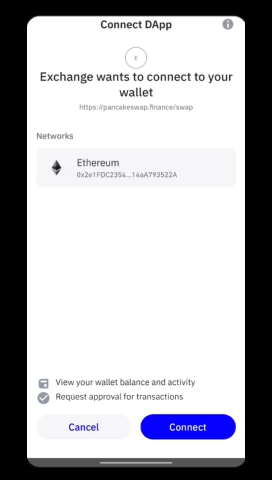 Connect DApp
E
Exchange wants to connect to your
wallet
https://pancakeswap.finance/swap
Networks
Ethereum
0x2e1FDC2354...14aA793522A
View your wallet balance and activity
Request approval for transactions
Cancel
Connect